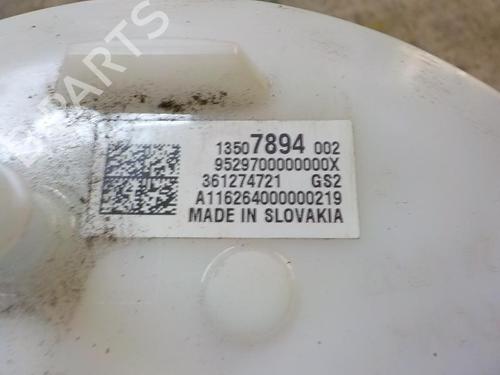 B-PARTS
13507894 002
9529700000000X
361274721 GS2
A116264000000219
MADE IN SLOVAKIA